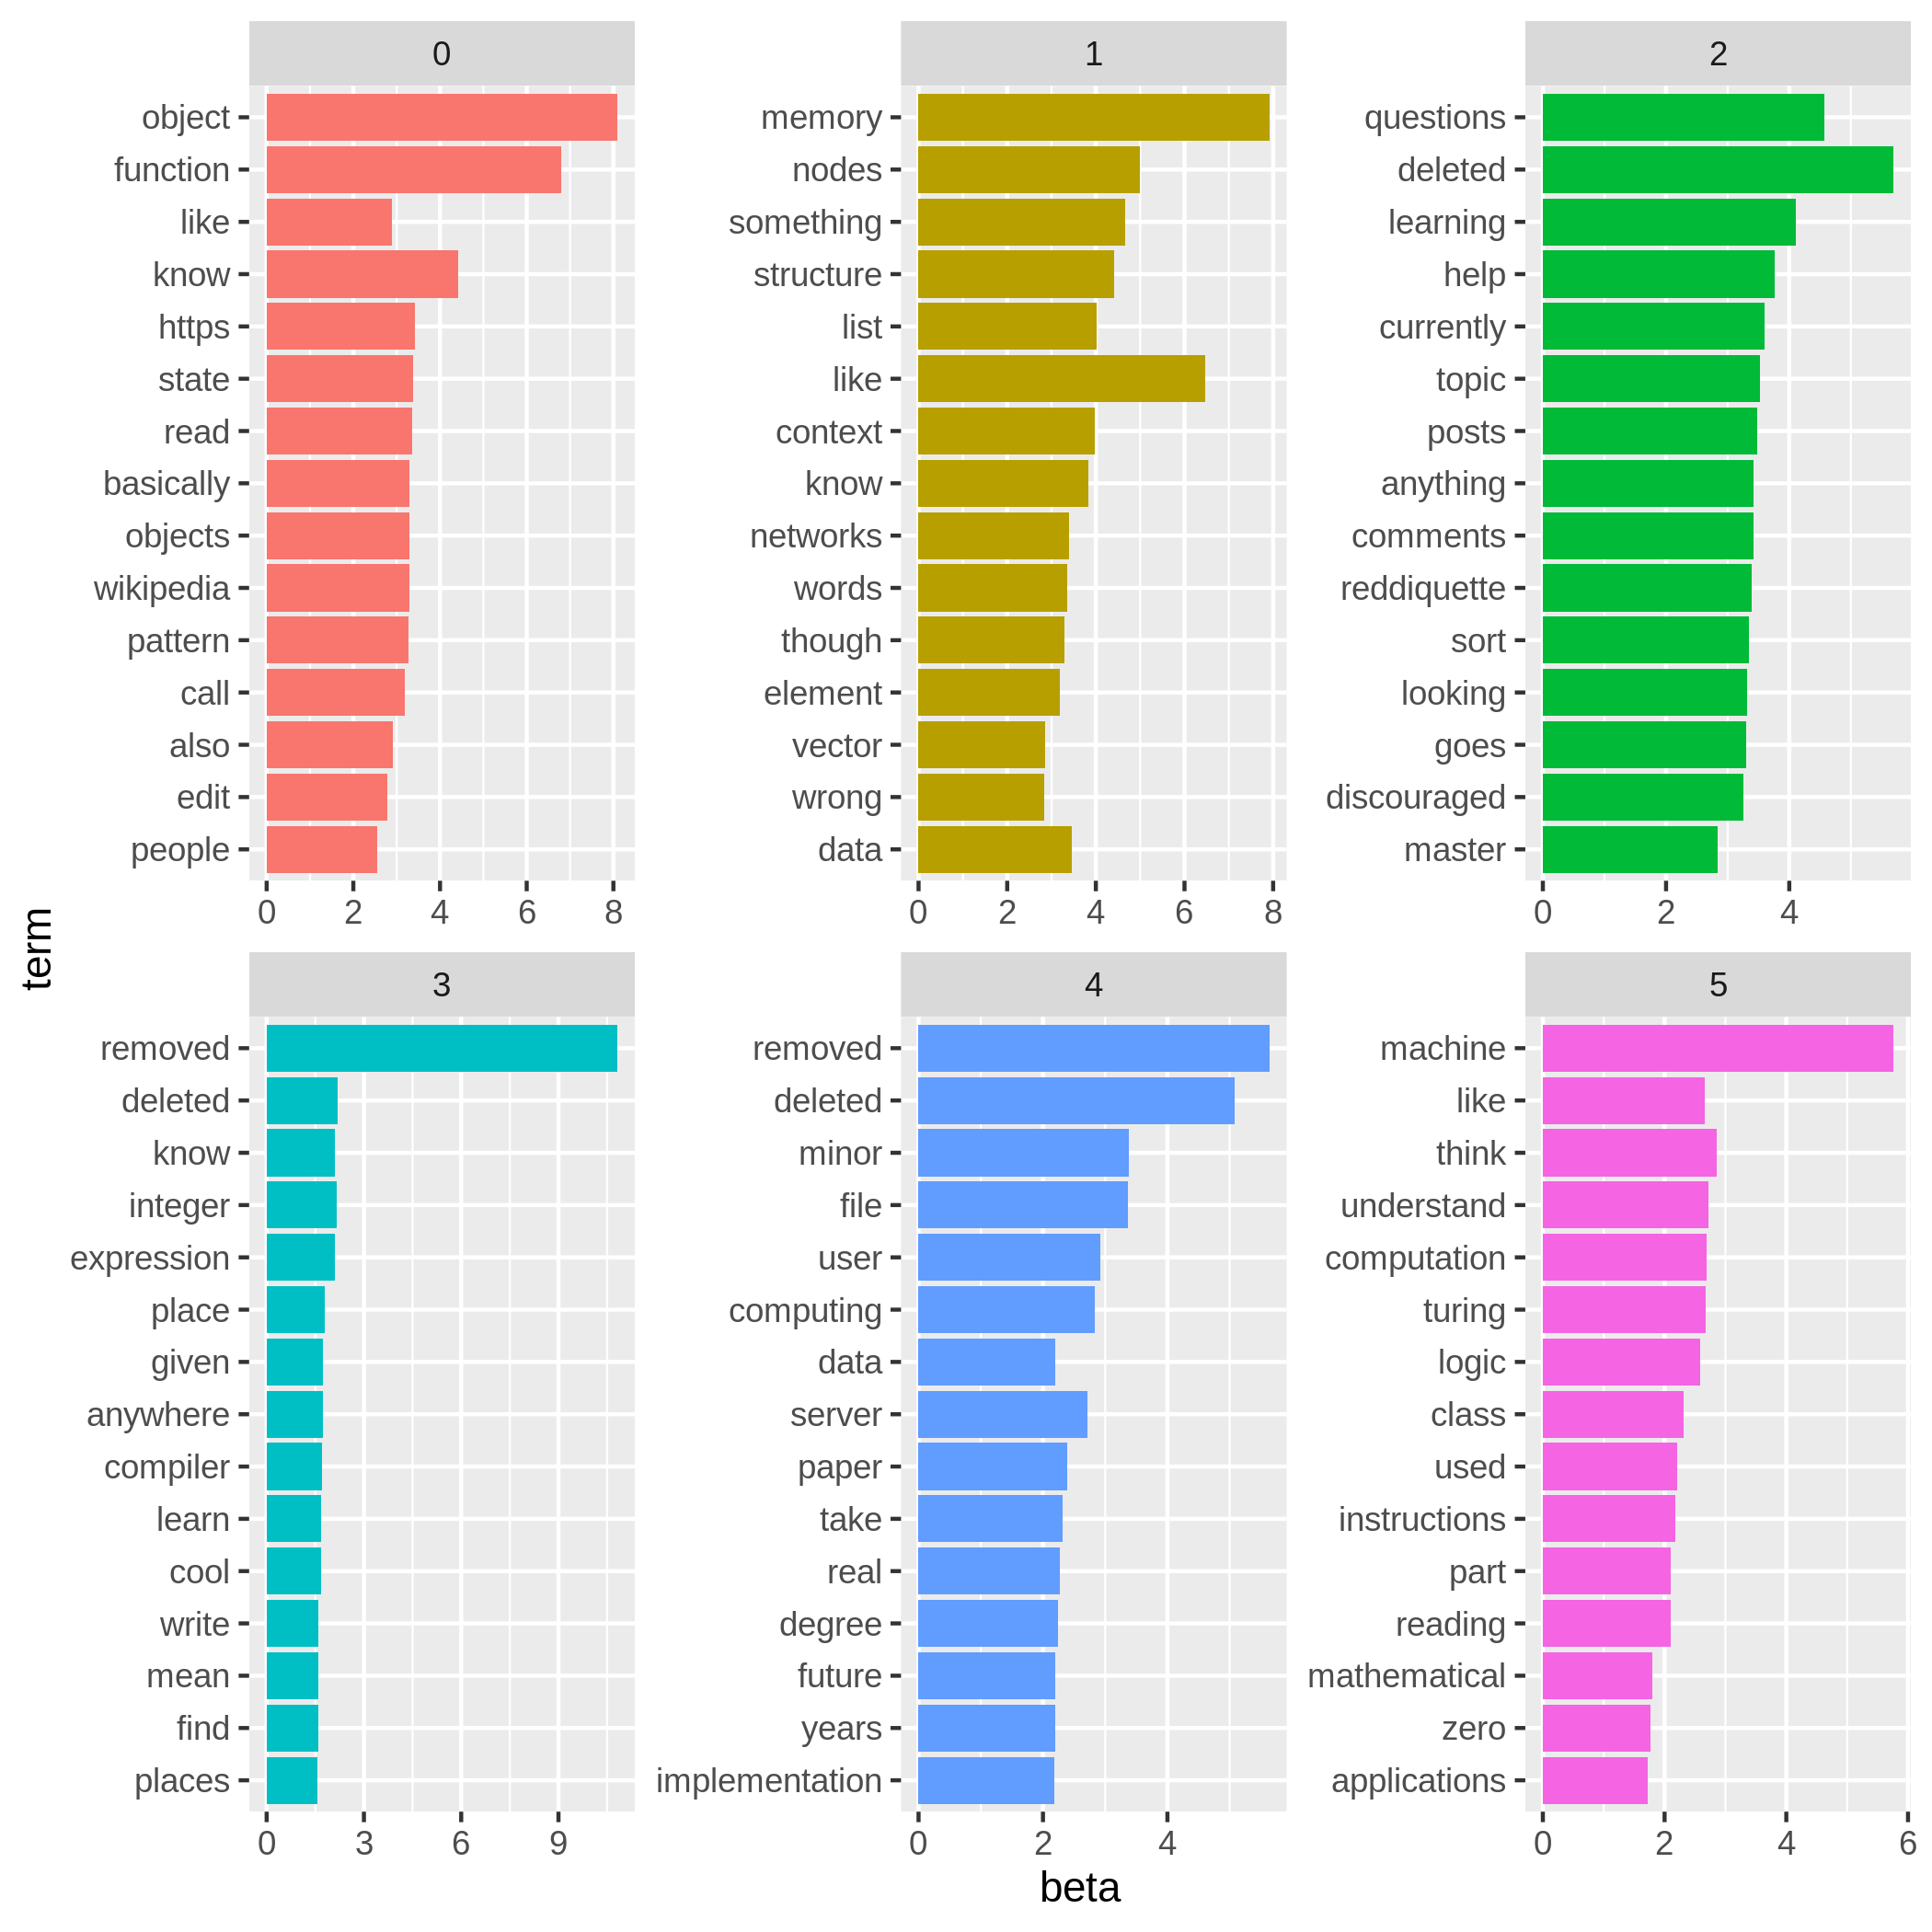 0
object
function
like
know
https
state
read
basically
objects
wikipedia
pattern
call
also
edit
people
0 2 4 6 8
1
memory
nodes
something
structure
list
like
context
know
networks
words
though
element
vector
wrong
data
0 2 4 6 8
2
questions
deleted
learning
help
currently
topic
posts
anything
comments
reddiquette
sort
looking
goes
discouraged
master
0 2 4
term
3
removed
deleted
know
integer
expression
place
given
anywhere
compiler
learn
cool
write
mean
find
places
0 3 6 9
4
removed
deleted
minor
file
user
computing
data
server
paper
take
real
degree
future
years
implementation
0 2 4
5
machine
like
think
understand
computation
turing
logic
class
used
instructions
part
reading
mathematical
zero
applications
0 2 4 6
beta